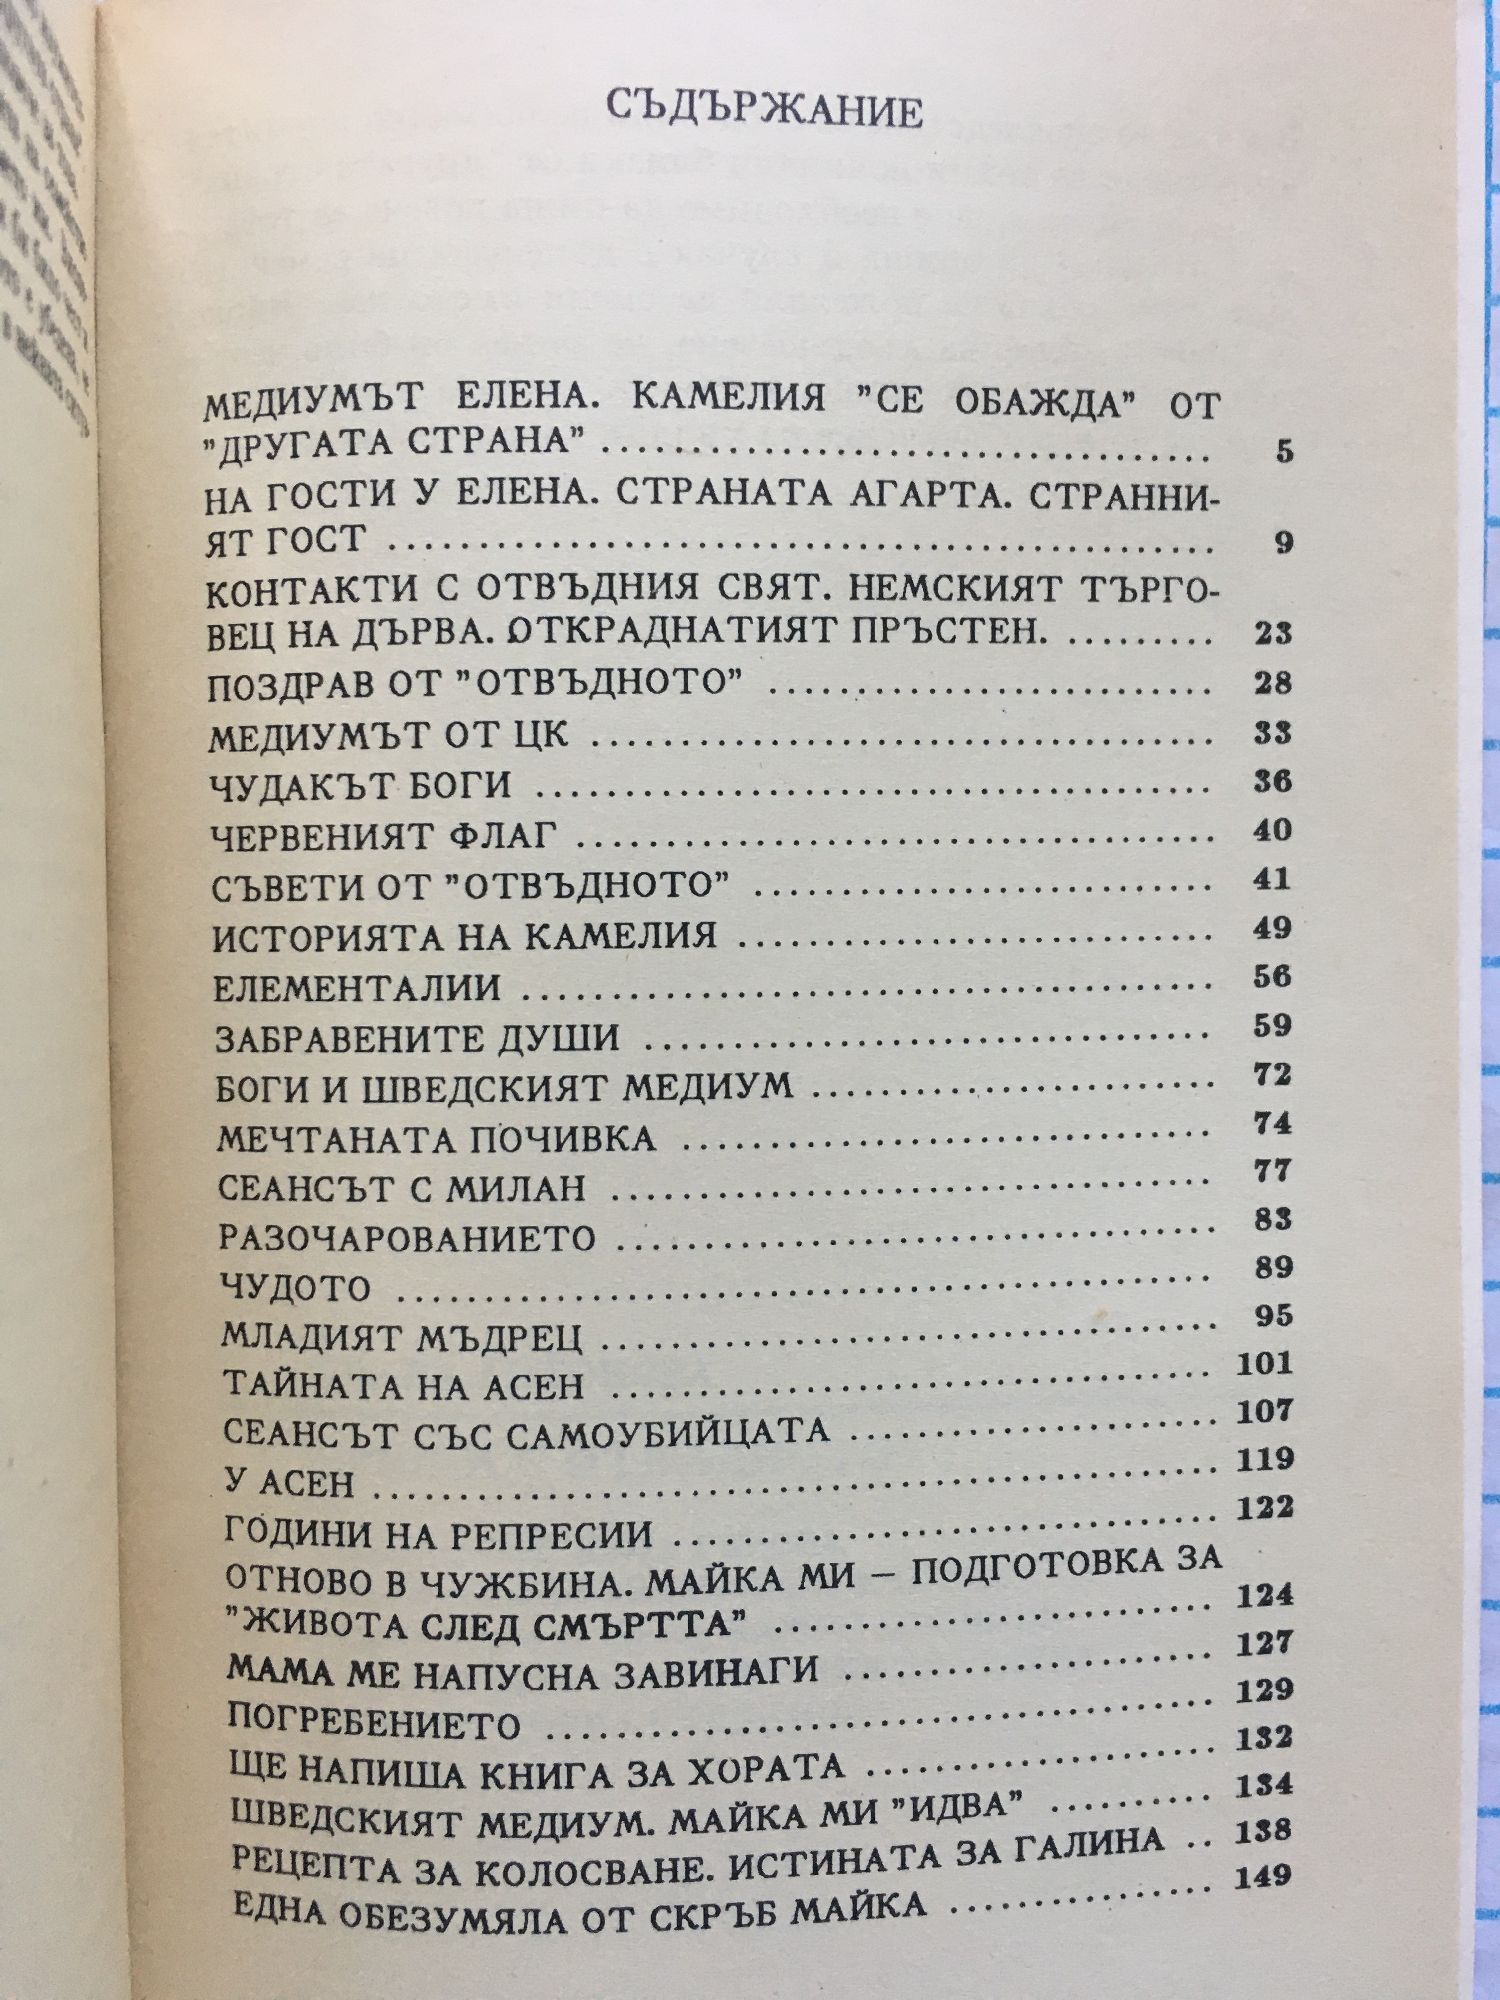 СЪДЪРЖАНИЕ
МЕДИУМЪТ ЕЛЕНА. КАМЕЛИЯ "СЕ ОБАЖДА" ОТ
"ДРУГАТА СТРАНА" ........ 5
НА ГОСТИ У ЕЛЕНА. СТРАНАТА АГАРТА. СТРАННИ-
ЯТ ГОСТ ........ 9
КОНТАКТИ С ОТВЪДНИЯ СВЯТ. НЕМСКИЯТ ТЪРГО-
ВЕЦ НА ДЪРВА. ОТКРАДНАТИЯТ ПРЪСТЕН. ........ 23
ПОЗДРАВ ОТ "ОТВЪДНОТО" ........ 28
МЕДИУМЪТ ОТ ЦК ........ 33
ЧУДАКЪТ БОГИ ........ 36
ЧЕРВЕНИЯТ ФЛАГ ........ 40
СЪВЕТИ ОТ "ОТВЪДНОТО" ........ 41
ИСТОРИЯТА НА КАМЕЛИЯ ........ 49
ЕЛЕМЕНТАЛИИ ........ 56
ЗАБРАВЕНИТЕ ДУШИ ........ 59
БОГИ И ШВЕДСКИЯТ МЕДИУМ ........ 72
МЕЧТАНАТА ПОЧИВКА ........ 74
СЕАНСЪТ С МИЛАН ........ 77
РАЗОЧАРОВАНИЕТО ........ 83
ЧУДОТО ........ 89
МЛАДИЯТ МЪДРЕЦ ........ 95
ТАЙНАТА НА АСЕН ........ 101
СЕАНСЪТ СЪС САМОУБИЙЦАТА ........ 107
У АСЕН ........ 119
ГОДИНИ НА РЕПРЕСИИ ........ 122
ОТНОВО В ЧУЖБИНА. МАЙКА МИ – ПОДГОТОВКА ЗА
"ЖИВОТА СЛЕД СМЪРТТА" ........ 124
МАМА МЕ НАПУСНА ЗАВИНАГИ ........ 127
ПОГРЕБЕНИЕТО ........ 129
ЩЕ НАПИША КНИГА ЗА ХОРАТА ........ 132
ШВЕДСКИЯТ МЕДИУМ. МАЙКА МИ "ИДВА" ........ 134
РЕЦЕПТА ЗА КОЛОСВАНЕ. ИСТИНАТА ЗА ГАЛИНА .. 138
ЕДНА ОБЕЗУМЯЛА ОТ СКРЪБ МАЙКА ........ 149